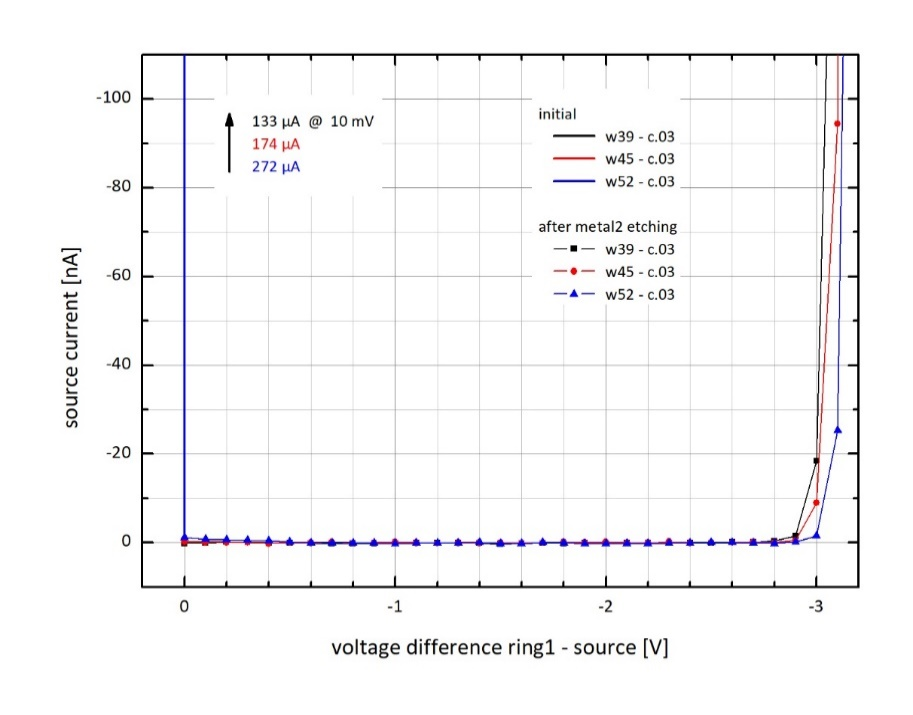 -100
-80
-60
-40
-20
0
source current [nA]
133 µA @ 10 mV
174 µA
272 µA
initial
w39 - c.03
w45 - c.03
w52 - c.03
after metal2 etching
w39 - c.03
w45 - c.03
w52 - c.03
0 -1 -2 -3
voltage difference ring1 - source [V]